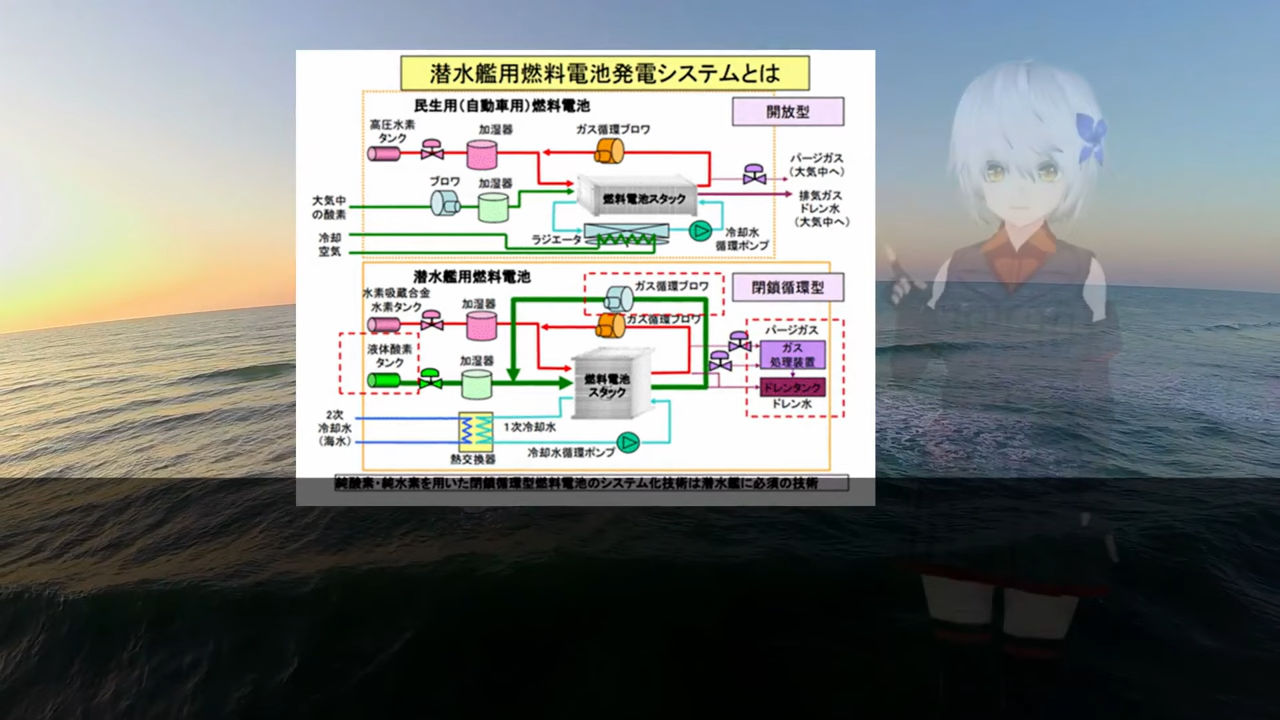 潜水艦用燃料電池発電システムとは
民生用(自動車用)燃料電池
開放型
高圧水素
タンク
加湿器
ガス循環ブロワ
パージガス
(大気中へ)
ブロワ
加湿器
大気中
の酸素
燃料電池スタック
排気ガス
ドレン水
(大気中へ)
冷却
空気
ラジエータ
冷却水
循環ポンプ
潜水艦用燃料電池
閉鎖循環型
水素吸蔵合金
水素タンク
加湿器
ガス循環ブロワ
ガス循環ブロワ
パージガス
ガス
処理装置
液体酸素
タンク
加湿器
燃料電池
スタック
ドレンタンク
ドレン水
2次
冷却水
(海水)
1次冷却水
熱交換器
冷却水循環ポンプ
純酸素・純水素を用いた閉鎖循環型燃料電池のシステム化技術は潜水艦に必須の技術